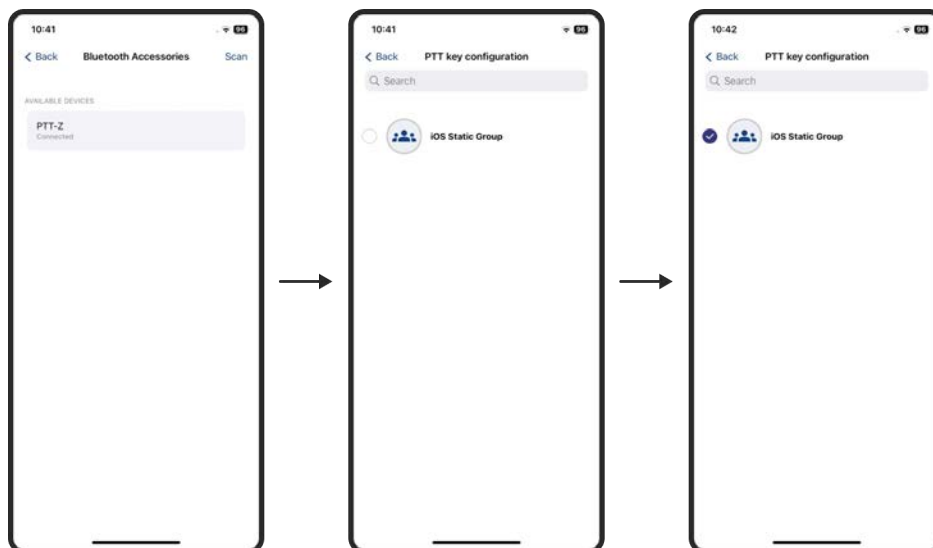 10:41
96
Back
Bluetooth Accessories
Scan
AVAILABLE DEVICES
PTT-Z
Connected
10:41
96
Back
PTT key configuration
Search
iOS Static Group
10:42
96
Back
PTT key configuration
Search
iOS Static Group